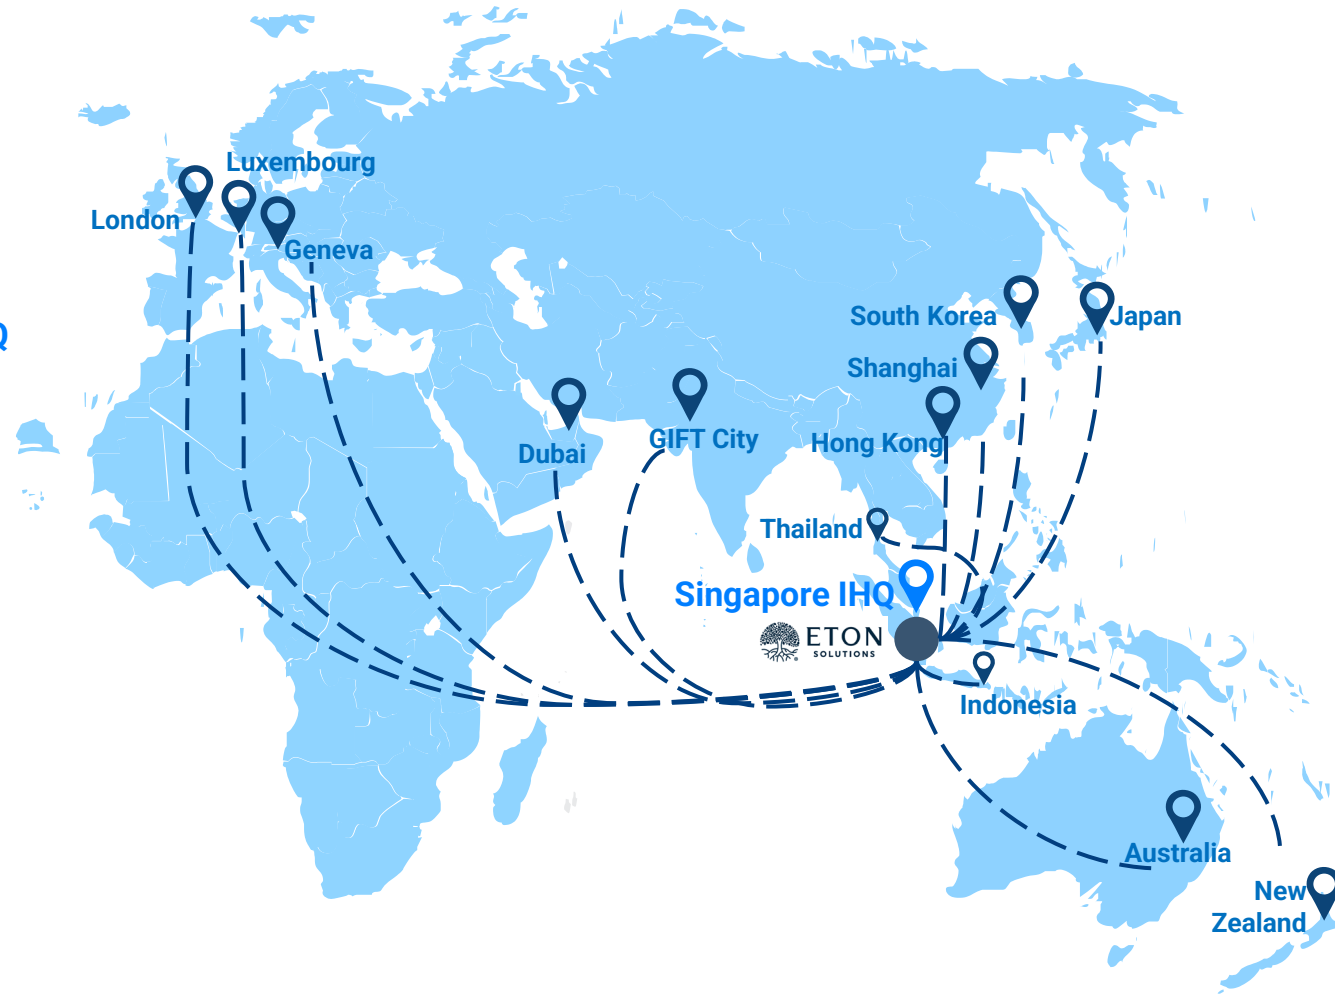 Luxembourg
London
Geneva
Q
South Korea
Japan
Shanghai
GIFT City
Hong Kong
Dubai
Thailand
Singapore IHQ
ETON
SOLUTIONS
Indonesia
Australia
New
Zealand